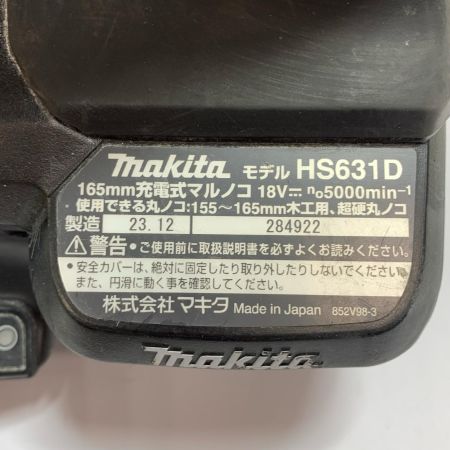 makita モデル HS631D
165mm充電式マルノコ 18V⎓ n₀5000min⁻¹
使用できる丸ノコ:155～165mm木工用、超硬丸ノコ
製造 23.12 284922
⚠警告・ご使用前に取扱説明書を必ずよくお読みください。
・安全カバーは、絶対に固定したり取り外したりしないでください。
また、円滑に動く事を確認してください。
株式会社マキタ Made in Japan 852V98-3
makita